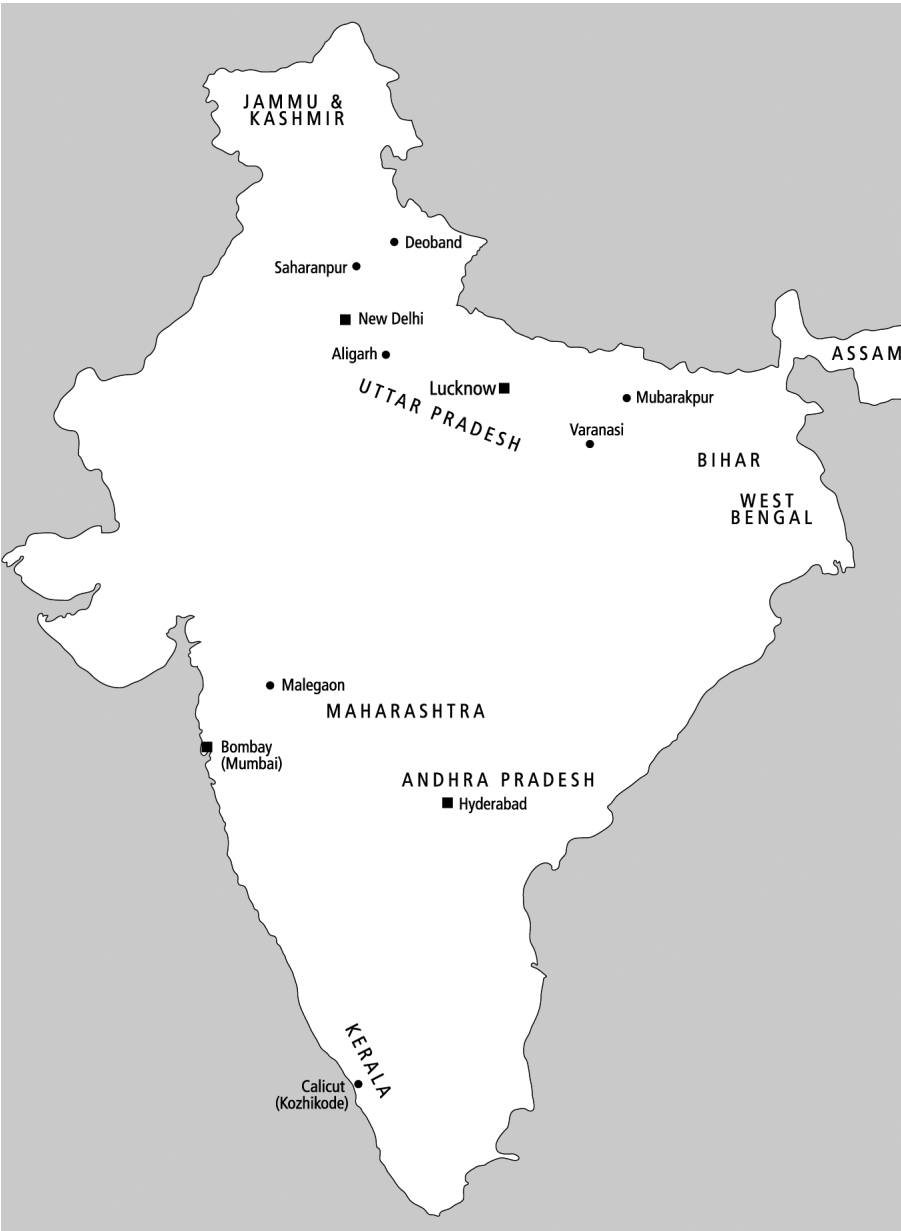 JAMMU &
KASHMIR
Deoband
Saharanpur
New Delhi
Aligarh
ASSAM
Lucknow
UTTAR PRADESH
Mubarakpur
Varanasi
BIHAR
WEST
BENGAL
Malegaon
MAHARASHTRA
Bombay
(Mumbai)
ANDHRA PRADESH
Hyderabad
KERALA
Calicut
(Kozhikode)